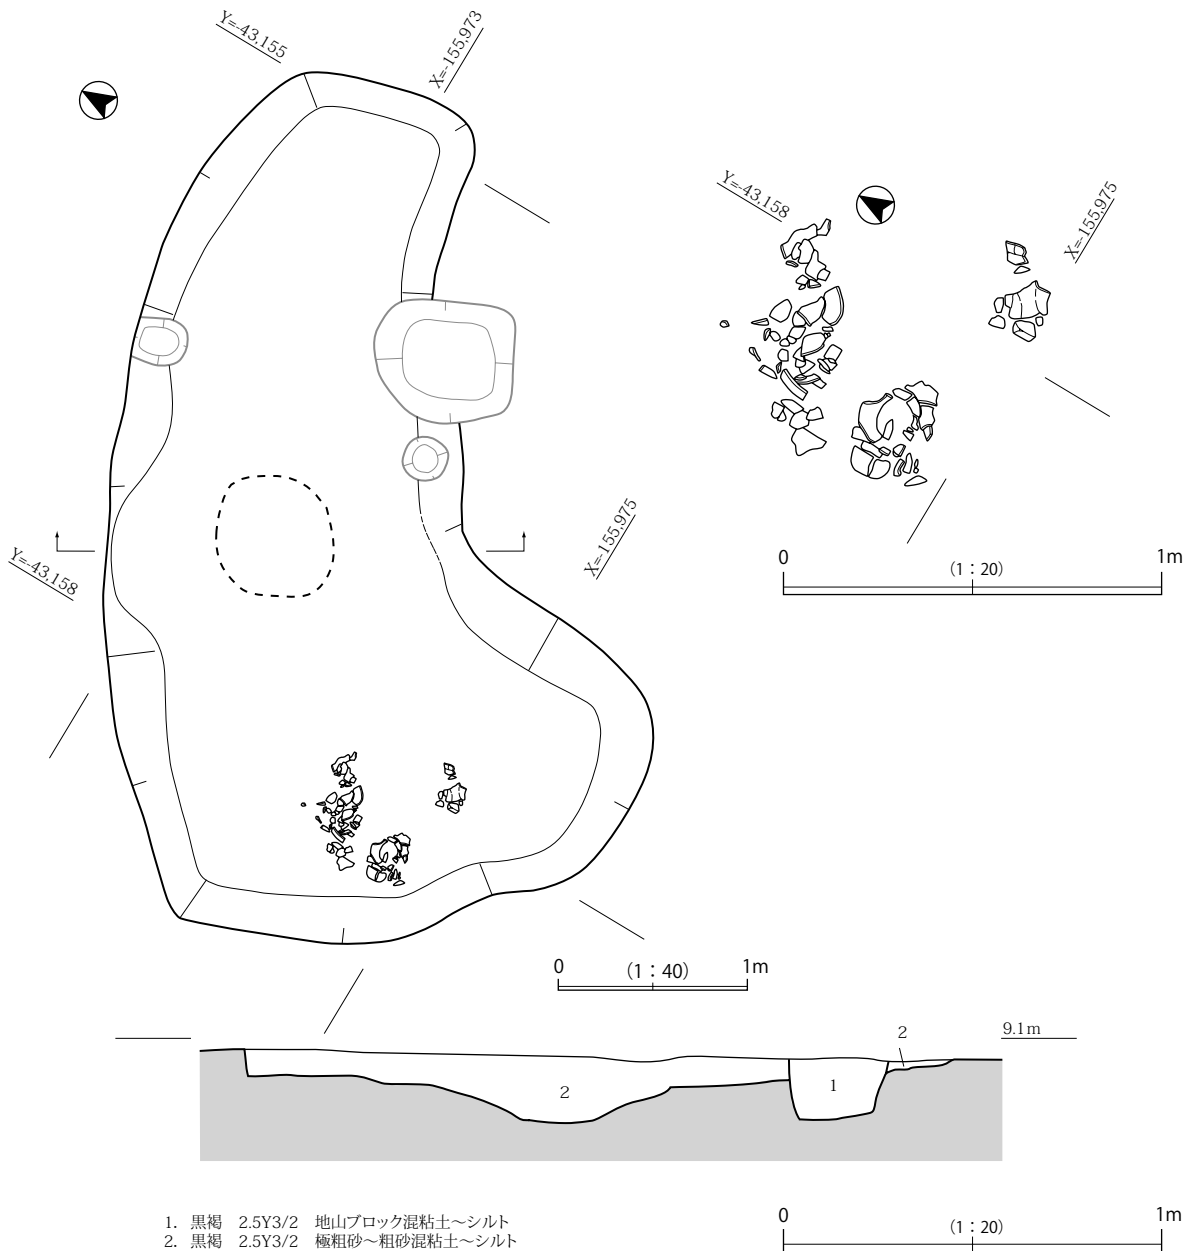 Y=-43,155
X=-155,973
Y=-43,158
X=-155,975
0 (1：20) 1m
X=-155,975
Y=-43,158
0 (1：40) 1m
9.1m
2
2
1
1. 黒褐 2.5Y3/2 地山ブロック混粘土～シルト
2. 黒褐 2.5Y3/2 極粗砂～粗砂混粘土～シルト
0 (1：20) 1m